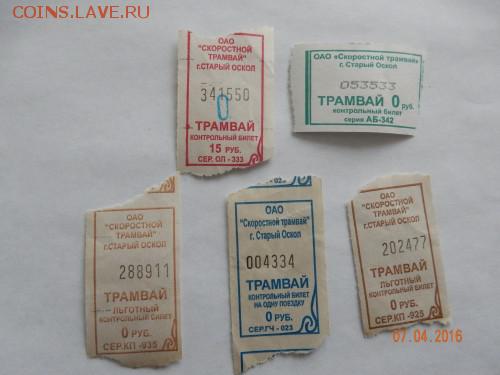 COINS.LAVE.RU
ОАО
"СКОРОСТНОЙ
ТРАМВАЙ"
г.СТАРЫЙ ОСКОЛ
341550
0
ТРАМВАЙ
КОНТРОЛЬНЫЙ БИЛЕТ
15 РУБ.
СЕР. ОЛ - 333
ОАО «Скоростной трамвай»
г. Старый Оскол
053533
ТРАМВАЙ 0 руб.
КОНТРОЛЬНЫЙ БИЛЕТ
серия АБ-342
ОАО
"СКОРОСТНОЙ
ТРАМВАЙ"
г.СТАРЫЙ ОСКОЛ
288911
ТРАМВАЙ
ЛЬГОТНЫЙ
КОНТРОЛЬНЫЙ БИЛЕТ
0 РУБ.
СЕР.КП -935
- 02
ОАО
"Скоростной трамвай"
г. Старый Оскол
004334
ТРАМВАЙ
КОНТРОЛЬНЫЙ БИЛЕТ
НА ОДНУ ПОЕЗДКУ
0 РУБ.
СЕР.ГЧ - 023
ОАО
"СКОРОСТНОЙ
ТРАМВАЙ"
г.СТАРЫЙ ОСКОЛ
202477
ТРАМВАЙ
ЛЬГОТНЫЙ
КОНТРОЛЬНЫЙ БИЛЕТ
0 РУБ.
СЕР.КП -925
07.04.2016